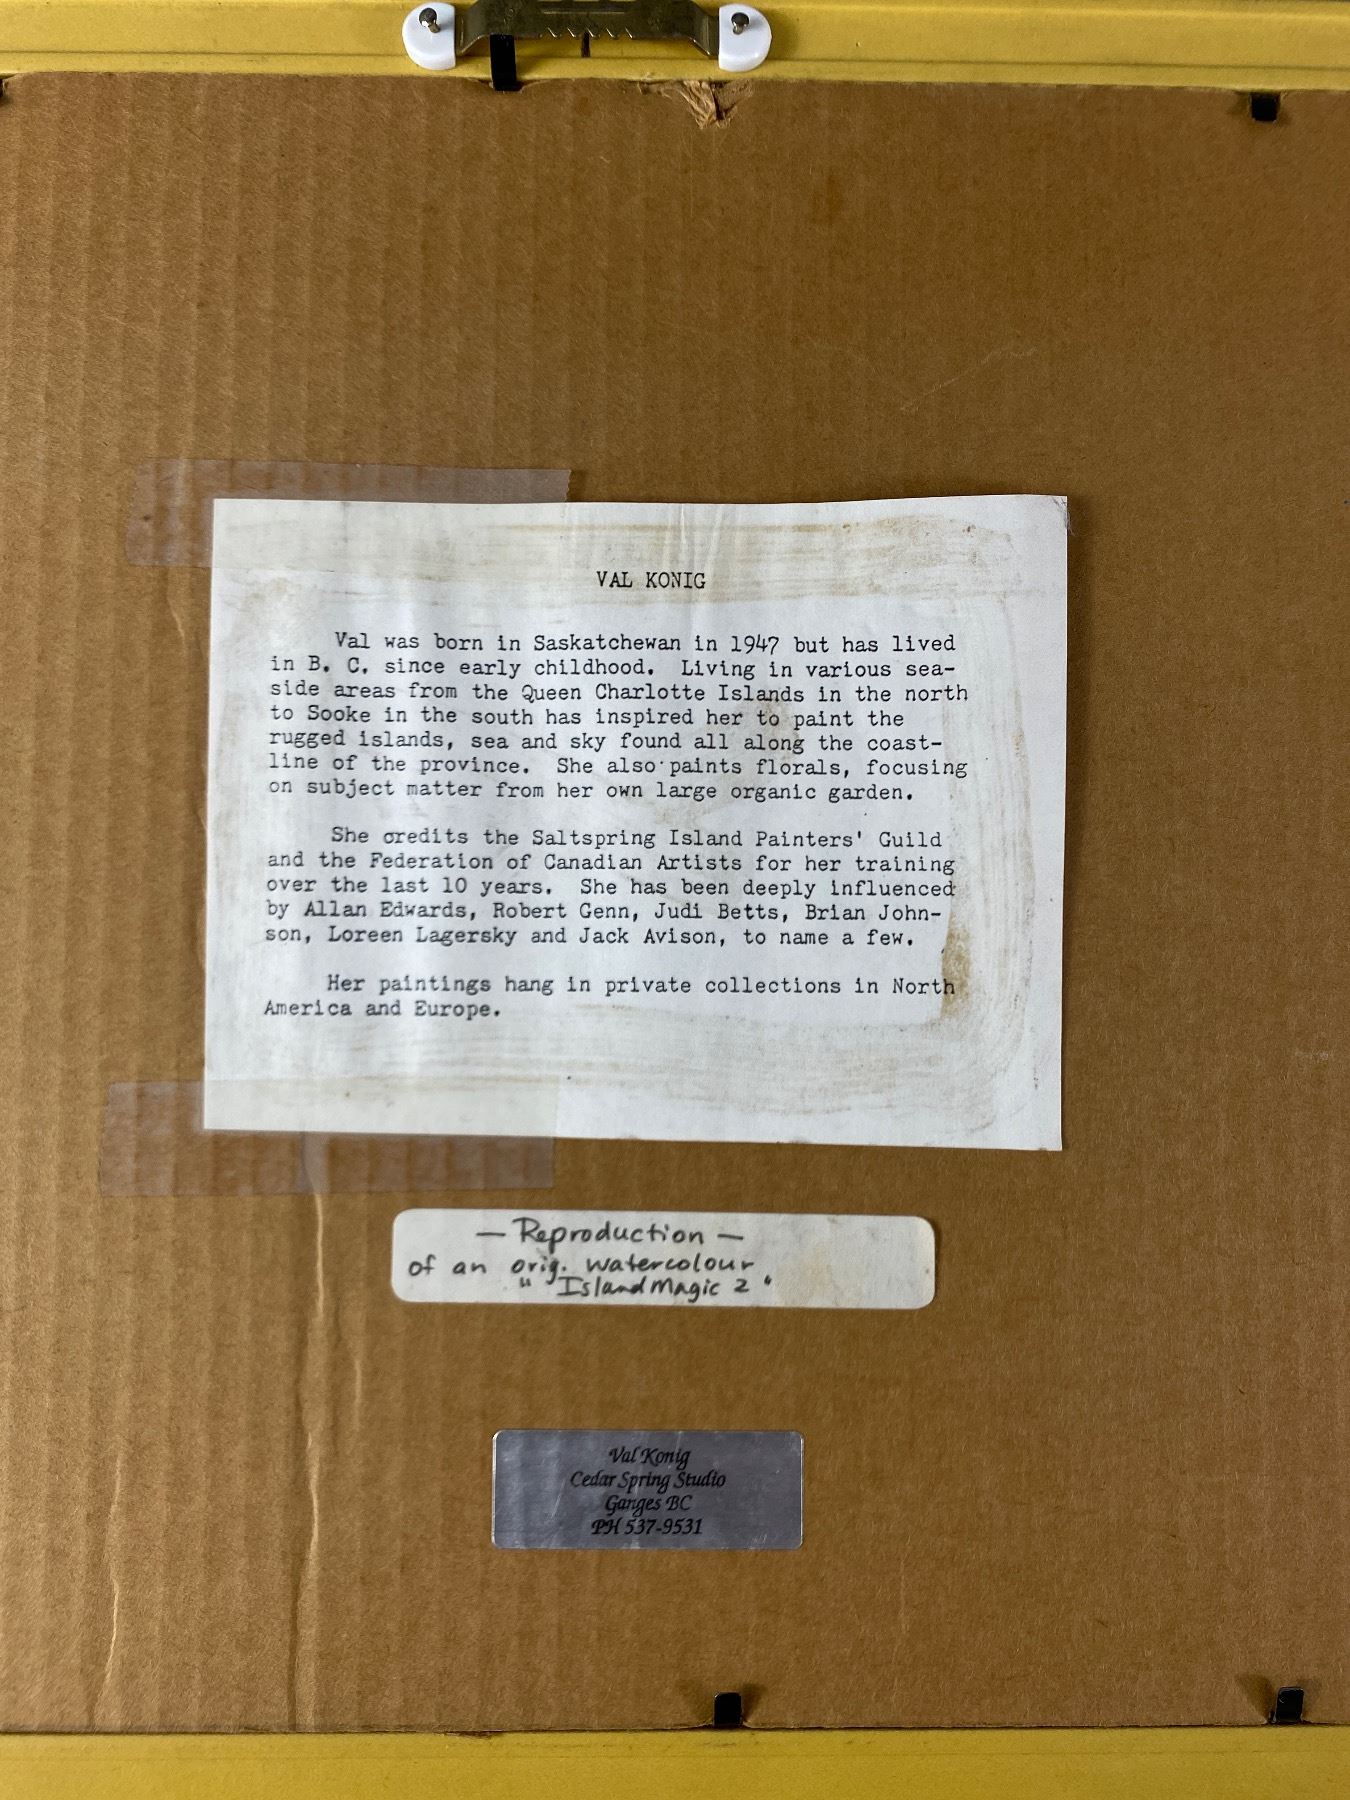 VAL KONIG
Val was born in Saskatchewan in 1947 but has lived
in B. C. since early childhood. Living in various sea-
side areas from the Queen Charlotte Islands in the north
to Sooke in the south has inspired her to paint the
rugged islands, sea and sky found all along the coast-
line of the province. She also paints florals, focusing
on subject matter from her own large organic garden.
She credits the Saltspring Island Painters' Guild
and the Federation of Canadian Artists for her training
over the last 10 years. She has been deeply influenced
by Allan Edwards, Robert Genn, Judi Betts, Brian John-
son, Loreen Lagersky and Jack Avison, to name a few.
Her paintings hang in private collections in North
America and Europe.
— Reproduction —
of an orig. watercolour
" Island Magic 2 "
Val Konig
Cedar Spring Studio
Ganges BC
PH 537-9531